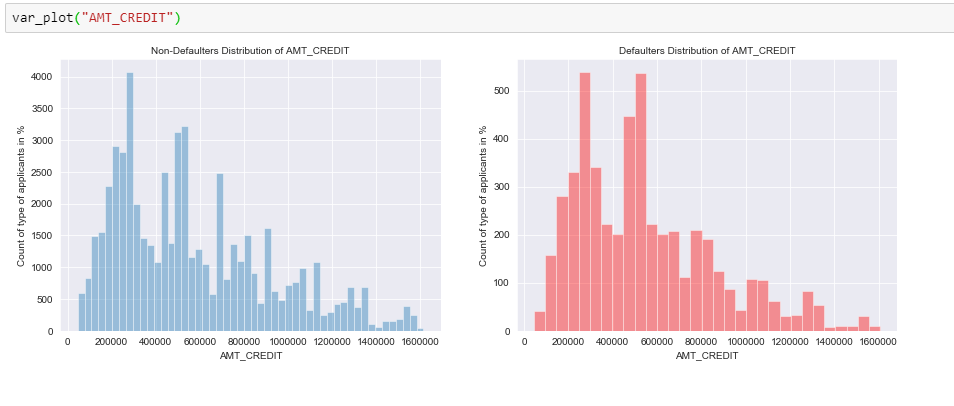 var_plot("AMT_CREDIT")
Non-Defaulters Distribution of AMT_CREDIT
Count of type of applicants in %
4000
3500
3000
2500
2000
1500
1000
500
0
0 200000 400000 600000 800000 1000000 1200000 1400000 1600000
AMT_CREDIT
Defaulters Distribution of AMT_CREDIT
Count of type of applicants in %
500
400
300
200
100
0
0 200000 400000 600000 800000 1000000 1200000 1400000 1600000
AMT_CREDIT